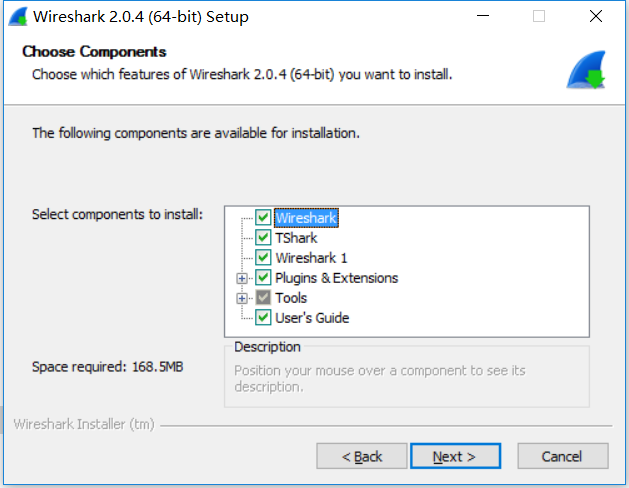 Wireshark 2.0.4 (64-bit) Setup
Choose Components
Choose which features of Wireshark 2.0.4 (64-bit) you want to install.
The following components are available for installation.
Select components to install:
Wireshark
TShark
Wireshark 1
Plugins & Extensions
Tools
User's Guide
Space required: 168.5MB
Description
Position your mouse over a component to see its
description.
Wireshark Installer (tm)
< Back
Next >
Cancel